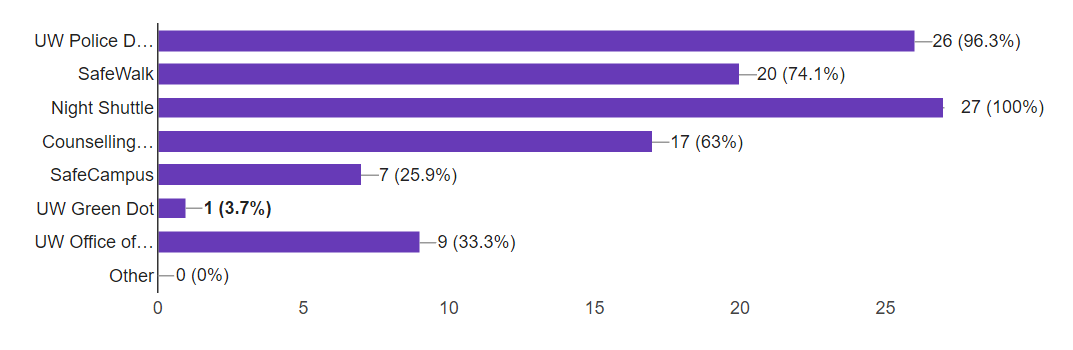 UW Police D… 26 (96.3%)
SafeWalk 20 (74.1%)
Night Shuttle 27 (100%)
Counselling… 17 (63%)
SafeCampus 7 (25.9%)
UW Green Dot 1 (3.7%)
UW Office of… 9 (33.3%)
Other 0 (0%)
0 5 10 15 20 25